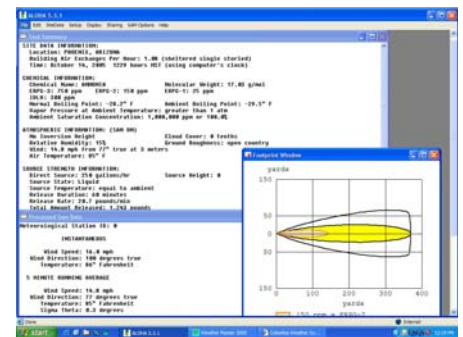 ALOHA 5.3.1
File Edit SiteData Setup Display Sharing SAM Options Help
Text Summary
SITE DATA INFORMATION:
Location: PHOENIX, ARIZONA
Building Air Exchanges Per Hour: 1.00 (sheltered single storied)
Time: October 14, 2005 1229 hours MST (using computer's clock)
CHEMICAL INFORMATION:
Chemical Name: AMMONIA Molecular Weight: 17.03 g/mol
ERPG-3: 750 ppm ERPG-2: 150 ppm ERPG-1: 25 ppm
IDLH: 300 ppm
Normal Boiling Point: -28.2° F Ambient Boiling Point: -29.5° F
Vapor Pressure at Ambient Temperature: greater than 1 atm
Ambient Saturation Concentration: 1,000,000 ppm or 100.0%
ATMOSPHERIC INFORMATION: (SAM ON)
No Inversion Height Cloud Cover: 0 tenths
Relative Humidity: 15% Ground Roughness: open country
Wind: 14.0 mph from 77° true at 3 meters
Air Temperature: 85° F
SOURCE STRENGTH INFORMATION:
Direct Source: 250 gallons/hr Source Height: 0
Source State: Liquid
Source Temperature: equal to ambient
Release Duration: 60 minutes
Release Rate: 20.7 pounds/min
Total Amount Released: 1,243 pounds
Footprint Window
yards
150
50
0
50
150
0 100 200 300 400
yards
150 ppm = ERPG-2
Processed Sam Data
Meteorological Station ID: 0
INSTANTANEOUS
Wind Speed: 16.0 mph
Wind Direction: 100 degrees true
Temperature: 86° Fahrenheit
5 MINUTE RUNNING AVERAGE
Wind Speed: 14.0 mph
Wind Direction: 77 degrees true
Temperature: 85° Fahrenheit
Sigma Theta: 8.3 degrees
Done
Internet
start
ALOHA 5.3.1